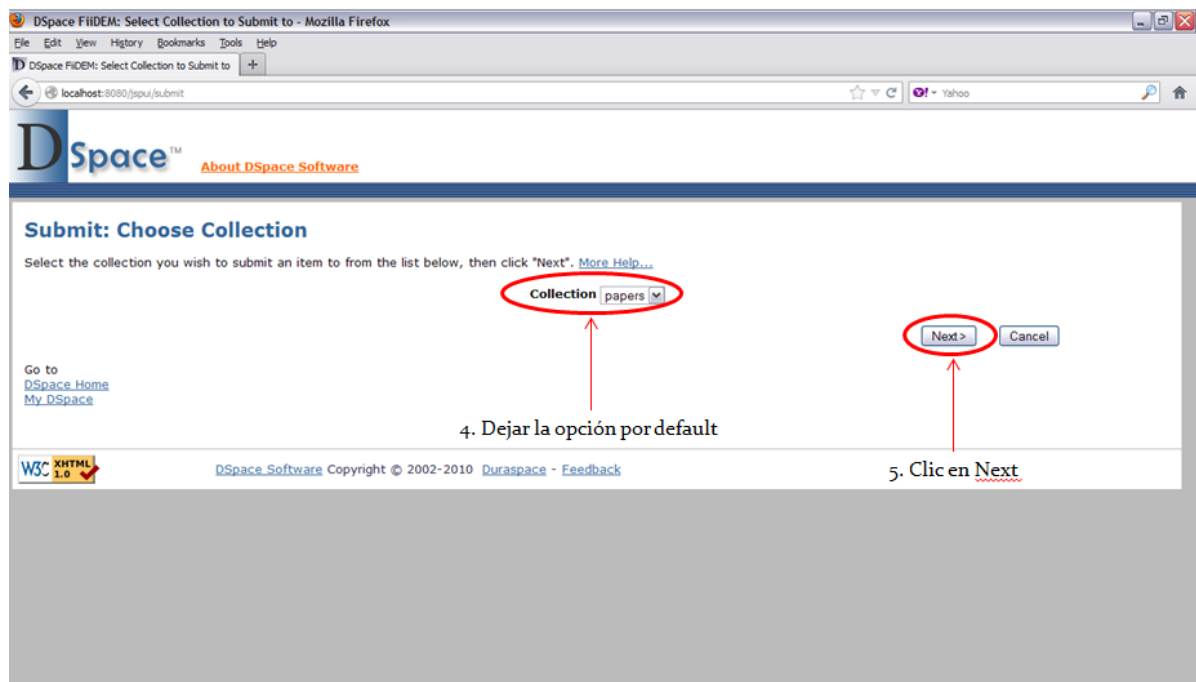 DSpace FiiDEM: Select Collection to Submit to - Mozilla Firefox
File Edit View History Bookmarks Tools Help
DSpace FiiDEM: Select Collection to Submit to +
localhost:8080/jspui/submit Yahoo
DSpace™ About DSpace Software
Submit: Choose Collection
Select the collection you wish to submit an item to from the list below, then click "Next". More Help...
Collection papers
Next > Cancel
Go to
DSpace Home
My DSpace
4. Dejar la opción por default
W3C XHTML 1.0
DSpace Software Copyright © 2002-2010 Duraspace - Feedback
5. Clic en Next